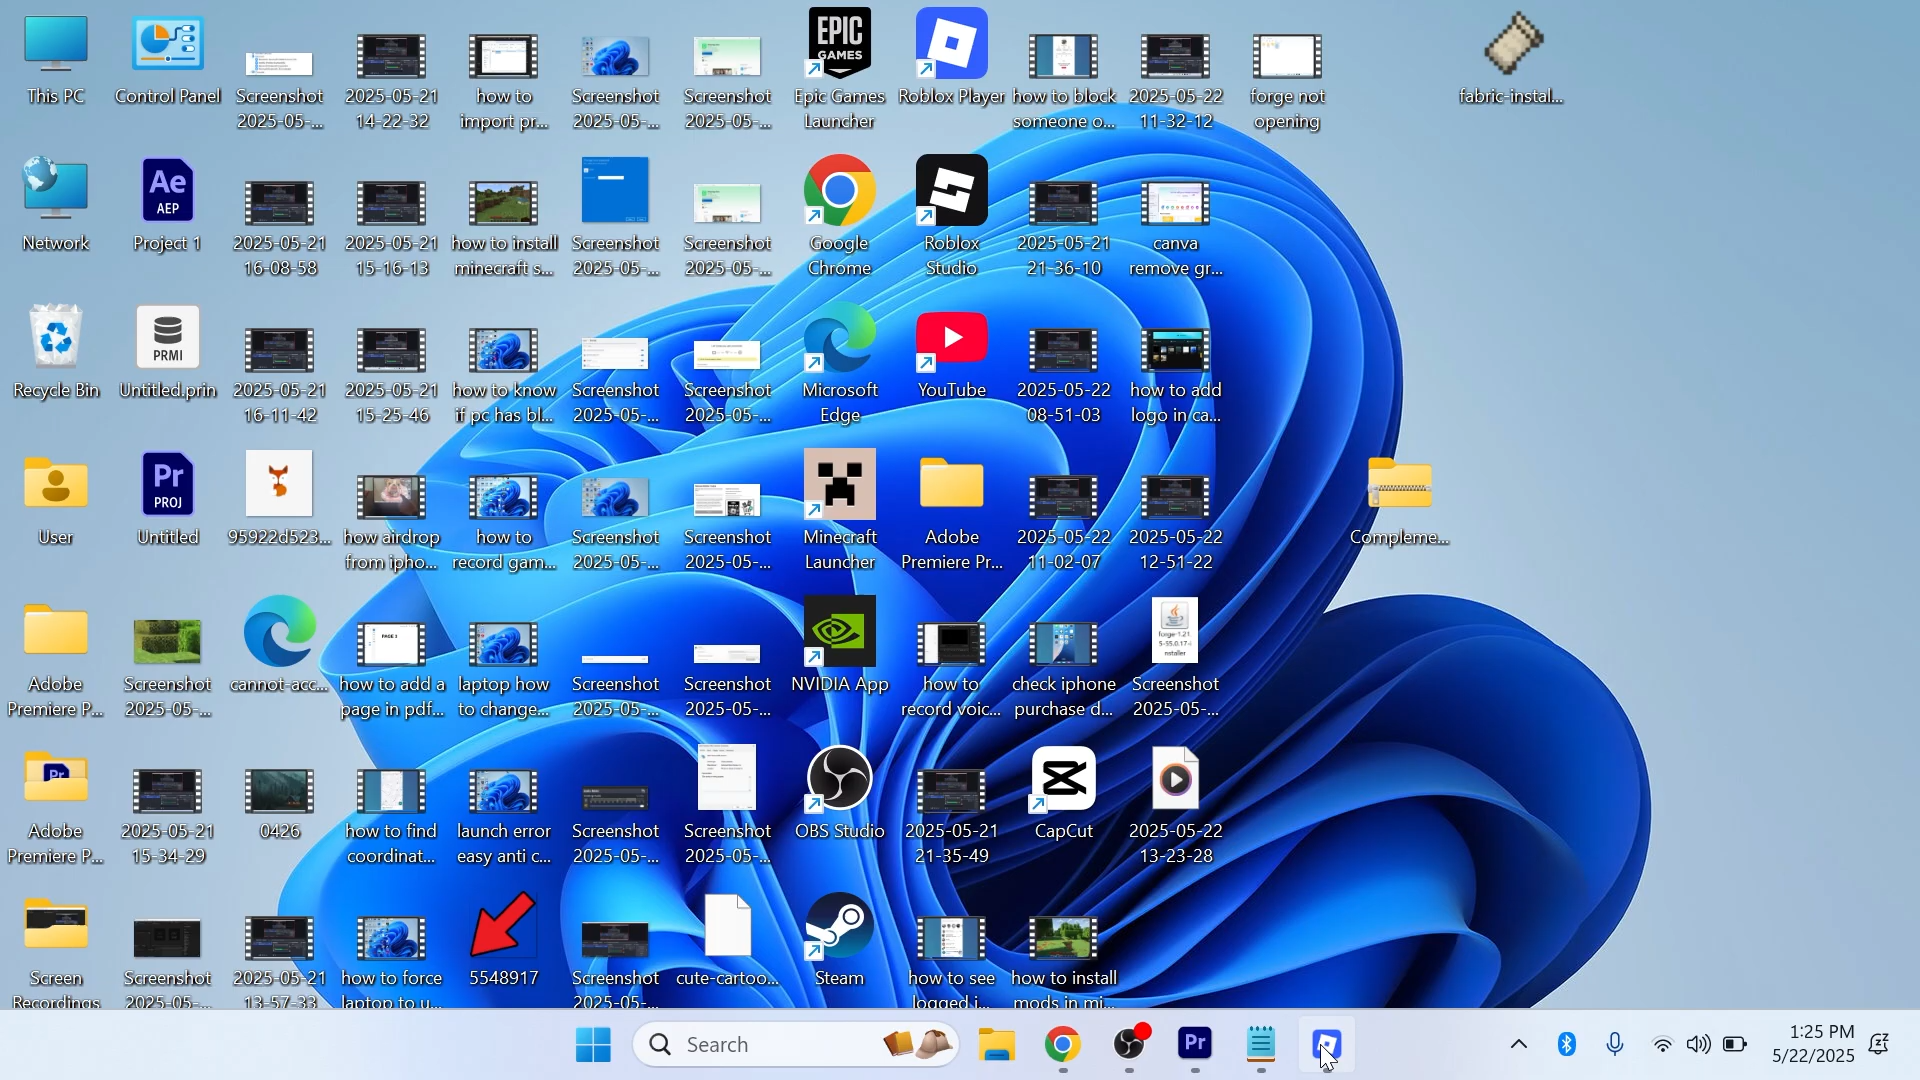 This PC
Control Panel
Screenshot
2025-05-...
2025-05-21
14-22-32
how to
import pr...
Screenshot
2025-05-...
Screenshot
2025-05-...
EPIC
GAMES
Epic Games
Launcher
Roblox Player
how to block
someone o...
2025-05-22
11-32-12
forge not
opening
fabric-instal...
Network
Ae
AEP
Project 1
2025-05-21
16-08-58
2025-05-21
15-16-13
how to install
minecraft s...
Screenshot
2025-05-...
Screenshot
2025-05-...
Google
Chrome
Roblox
Studio
2025-05-21
21-36-10
canva
remove gr...
Recycle Bin
PRMI
Untitled.prin
2025-05-21
16-11-42
2025-05-21
15-25-46
how to know
if pc has bl...
Screenshot
2025-05-...
Screenshot
2025-05-...
Microsoft
Edge
YouTube
2025-05-22
08-51-03
how to add
logo in ca...
User
Pr
PROJ
Untitled
95922d523...
how airdrop
from ipho...
how to
record gam...
Screenshot
2025-05-...
Screenshot
2025-05-...
Minecraft
Launcher
Adobe
Premiere Pr...
2025-05-22
11-02-07
2025-05-22
12-51-22
Compleme...
Adobe
Premiere P...
Screenshot
2025-05-...
cannot-acc...
PAGE 2
how to add a
page in pdf...
laptop how
to change...
Screenshot
2025-05-...
Screenshot
2025-05-...
NVIDIA App
how to
record voic...
check iphone
purchase d...
forge-1.21.
5-55.0.17-i
nstaller
Screenshot
2025-05-...
Pr
Adobe
Premiere P...
2025-05-21
15-34-29
0426
how to find
coordinat...
launch error
easy anti c...
Screenshot
2025-05-...
Screenshot
2025-05-...
OBS Studio
2025-05-21
21-35-49
CapCut
2025-05-22
13-23-28
Screen
Recordings
Screenshot
2025-05-...
2025-05-21
13-57-33
how to force
laptop to u...
5548917
Screenshot
2025-05-...
cute-cartoo...
Steam
how to see
logged i...
how to install
mods in mi...
Search
Pr
1:25 PM
5/22/2025